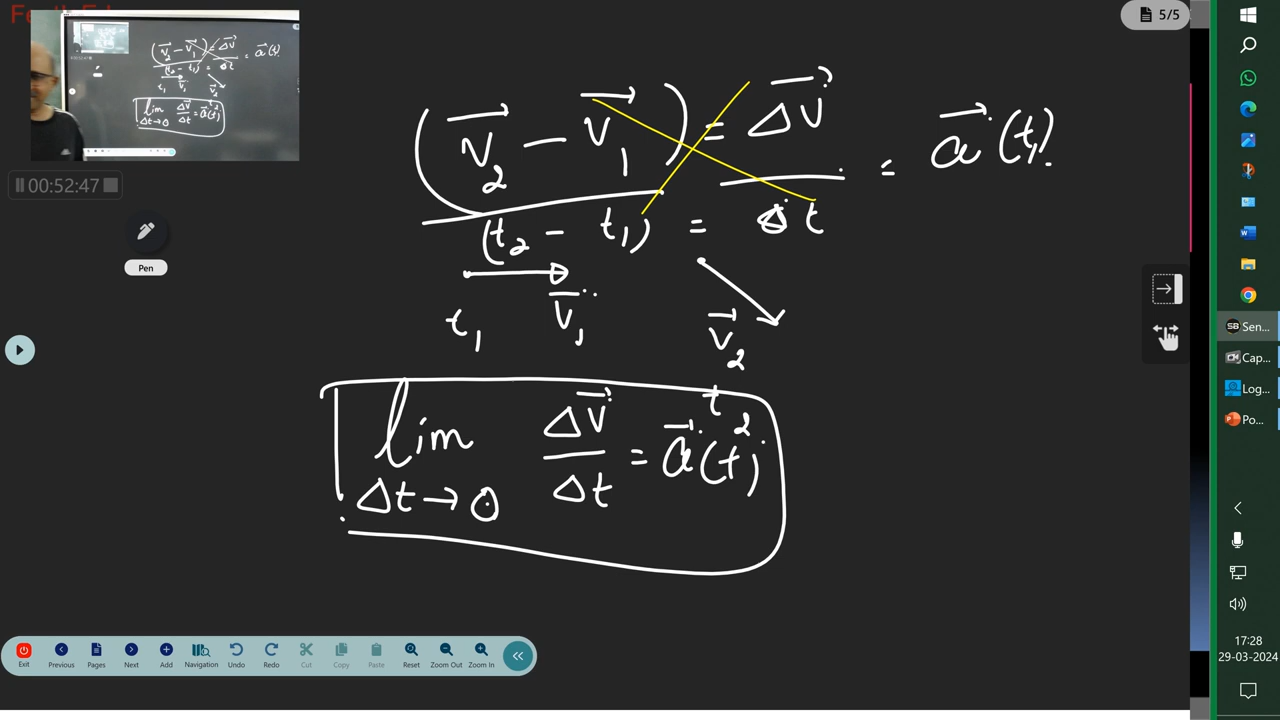 5/5
(v⃗₂ − v⃗₁) = Δv⃗
(t₂ − t₁) = Δt
= a⃗(t)
t₁ v⃗₁ v⃗₂ t₂
lim Δv⃗/Δt = a⃗(t)
Δt→0
00:52:47
Pen
Exit Previous Pages Next Add Navigation Undo Redo Cut Copy Paste Reset Zoom Out Zoom In
Sen...
Cap...
Log...
Po...
17:28
29-03-2024